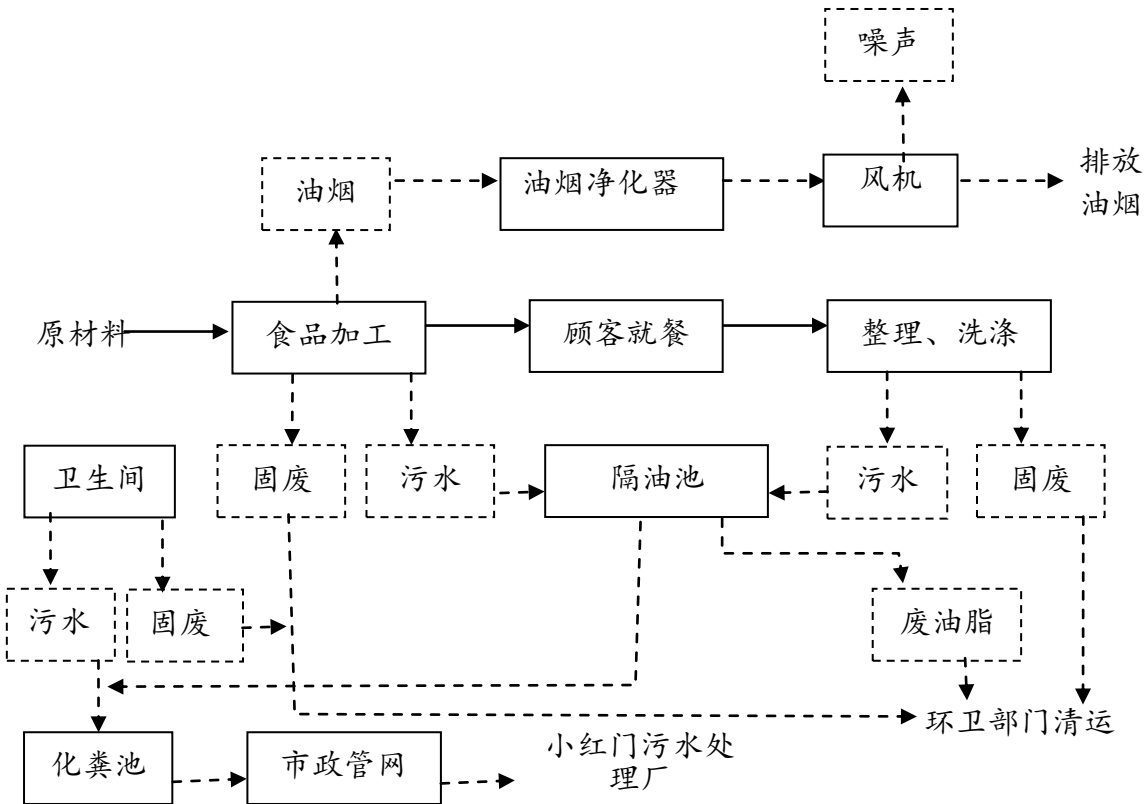 噪声
排放
油烟
油烟
油烟净化器
风机
原材料
食品加工
顾客就餐
整理、洗涤
卫生间
固废
污水
隔油池
污水
固废
污水
固废
废油脂
环卫部门清运
化粪池
市政管网
小红门污水处
理厂